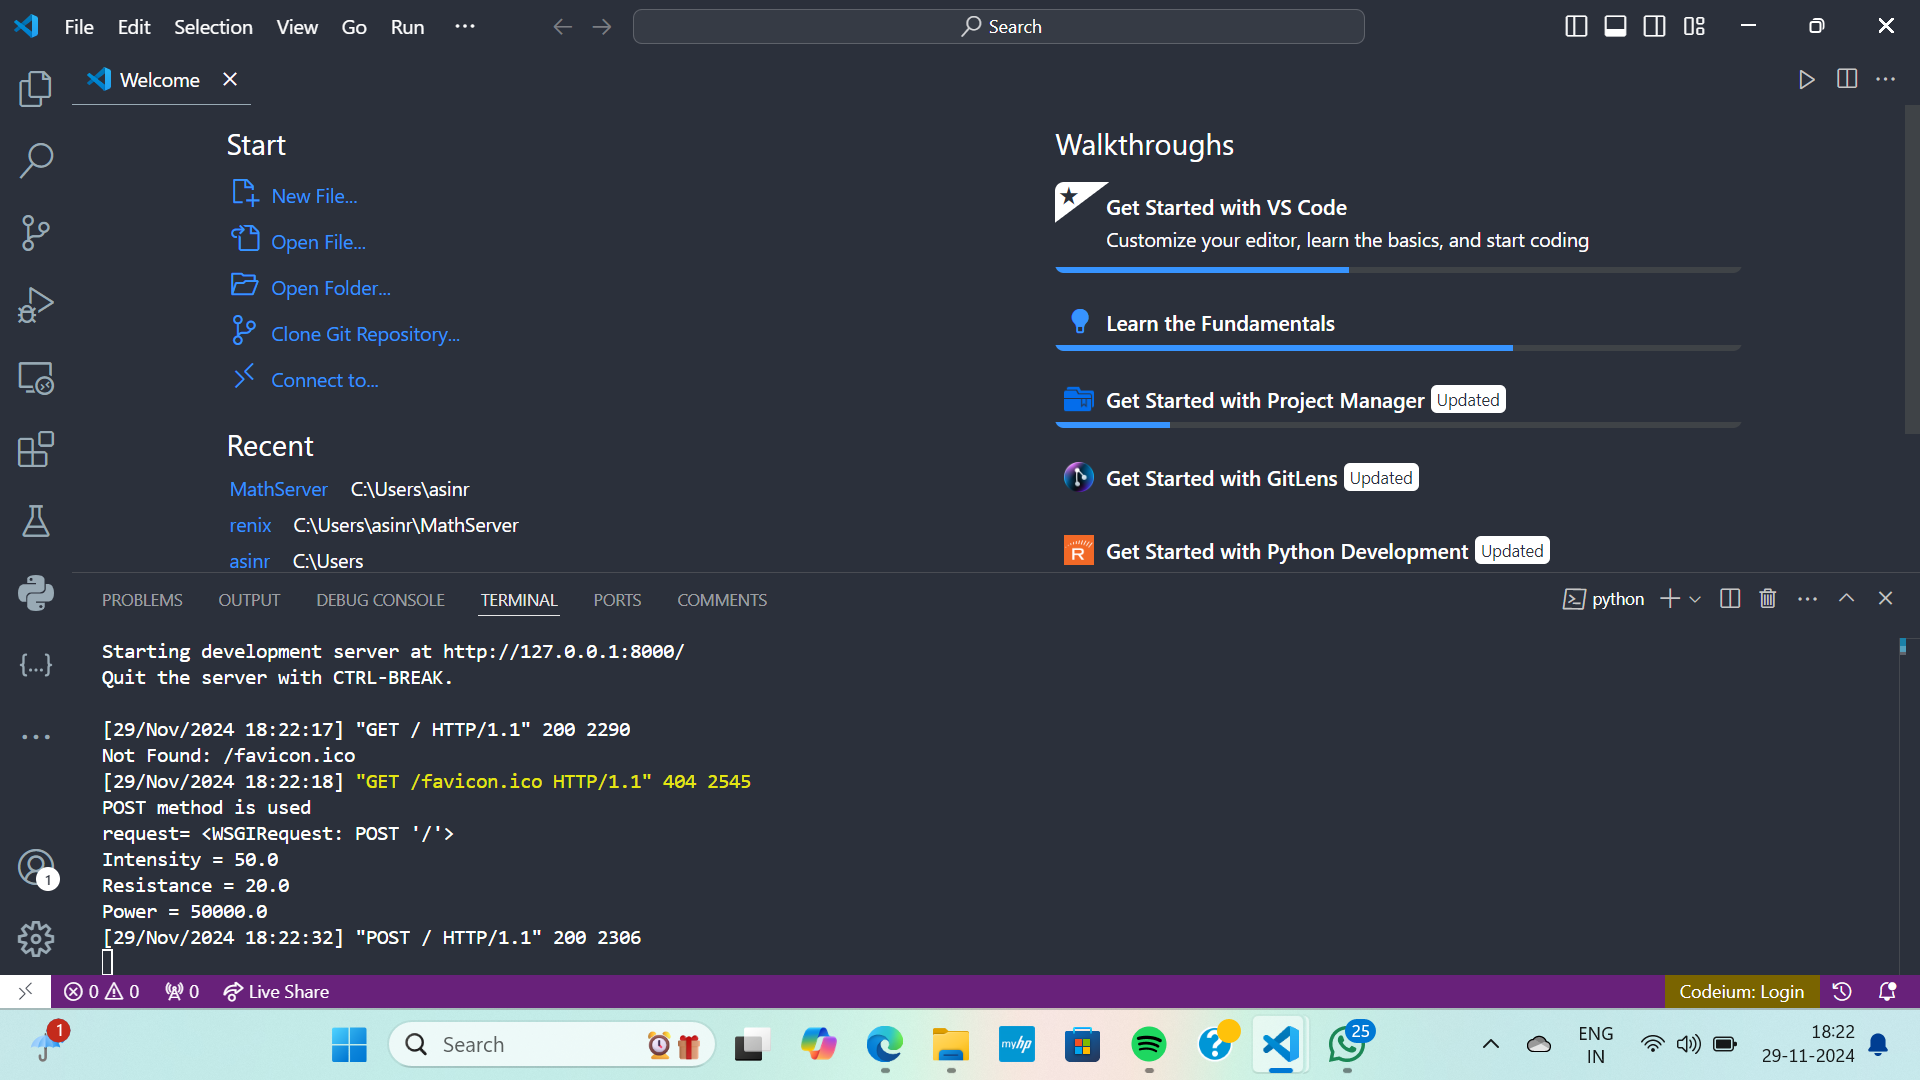 File Edit Selection View Go Run ···
Search
Welcome
Start
New File...
Open File...
Open Folder...
Clone Git Repository...
Connect to...
Recent
MathServer C:\Users\asinr
renix C:\Users\asinr\MathServer
asinr C:\Users
Walkthroughs
Get Started with VS Code
Customize your editor, learn the basics, and start coding
Learn the Fundamentals
Get Started with Project Manager Updated
Get Started with GitLens Updated
R Get Started with Python Development Updated
PROBLEMS OUTPUT DEBUG CONSOLE TERMINAL PORTS COMMENTS
python
Starting development server at http://127.0.0.1:8000/
Quit the server with CTRL-BREAK.
[29/Nov/2024 18:22:17] "GET / HTTP/1.1" 200 2290
Not Found: /favicon.ico
[29/Nov/2024 18:22:18] "GET /favicon.ico HTTP/1.1" 404 2545
POST method is used
request= <WSGIRequest: POST '/'>
Intensity = 50.0
Resistance = 20.0
Power = 50000.0
[29/Nov/2024 18:22:32] "POST / HTTP/1.1" 200 2306
1
0 0 0 Live Share
Codeium: Login
1
Search
myhp
25
ENG
IN
18:22
29-11-2024